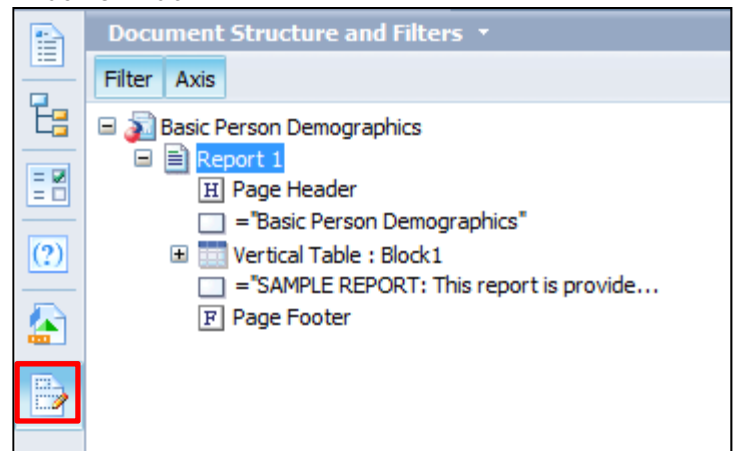 Document Structure and Filters
Filter Axis
Basic Person Demographics
Report 1
H Page Header
="Basic Person Demographics"
Vertical Table : Block1
="SAMPLE REPORT: This report is provide...
F Page Footer
(?)